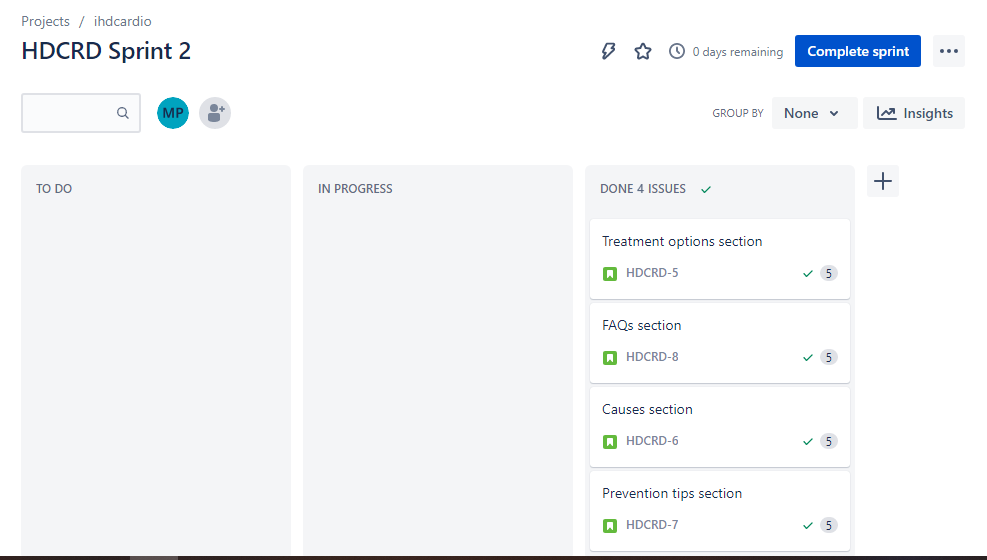 Projects / ihdcardio
HDCRD Sprint 2
0 days remaining
Complete sprint
MP
GROUP BY
None
Insights
TO DO
IN PROGRESS
DONE 4 ISSUES
Treatment options section
HDCRD-5
5
FAQs section
HDCRD-8
5
Causes section
HDCRD-6
5
Prevention tips section
HDCRD-7
5